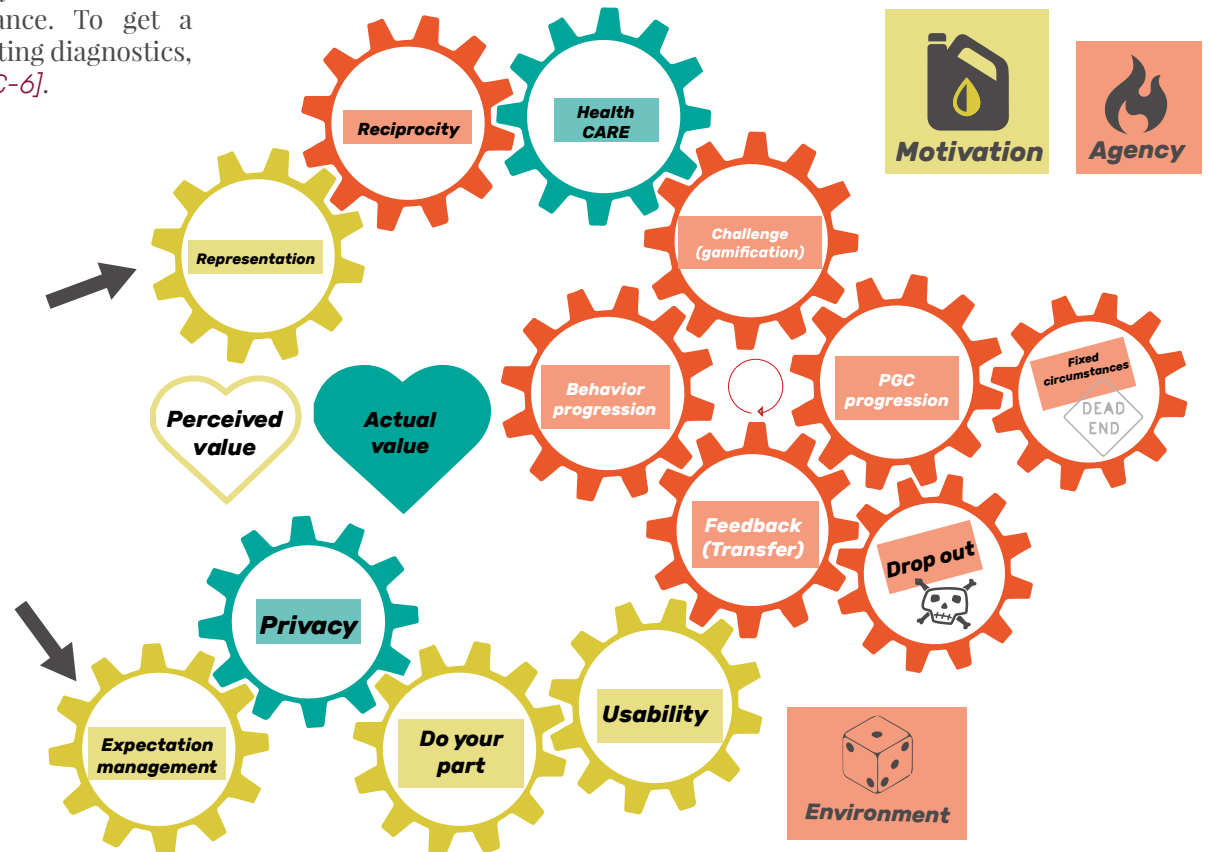 ance. To get a
ting diagnostics,
C-6].
Reciprocity
Health
CARE
Motivation
Agency
Representation
Challenge
(gamification)
Behavior
progression
PGC
progression
Fixed
circumstances
DEAD
END
Perceived
value
Actual
value
Feedback
(Transfer)
Drop out
Privacy
Expectation
management
Do your
part
Usability
Environment